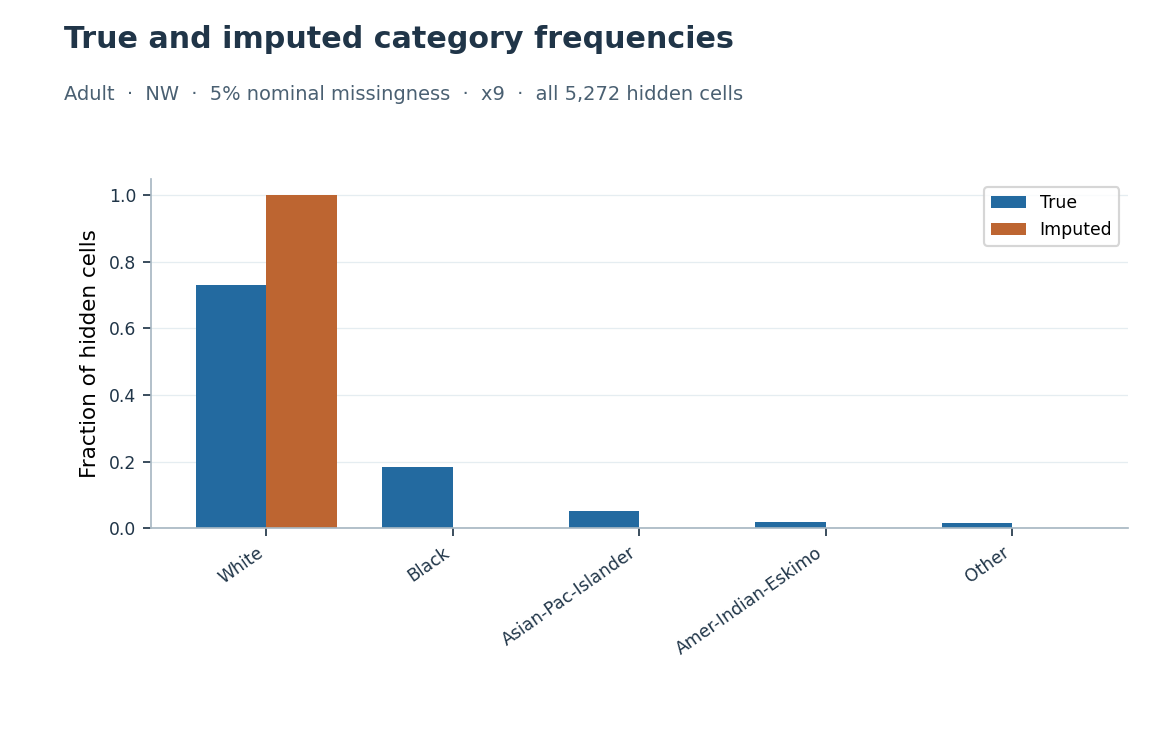 True and imputed category frequencies
Adult · NW · 5% nominal missingness · x9 · all 5,272 hidden cells
Fraction of hidden cells
1.0
0.8
0.6
0.4
0.2
0.0
True
Imputed
White
Black
Asian-Pac-Islander
Amer-Indian-Eskimo
Other